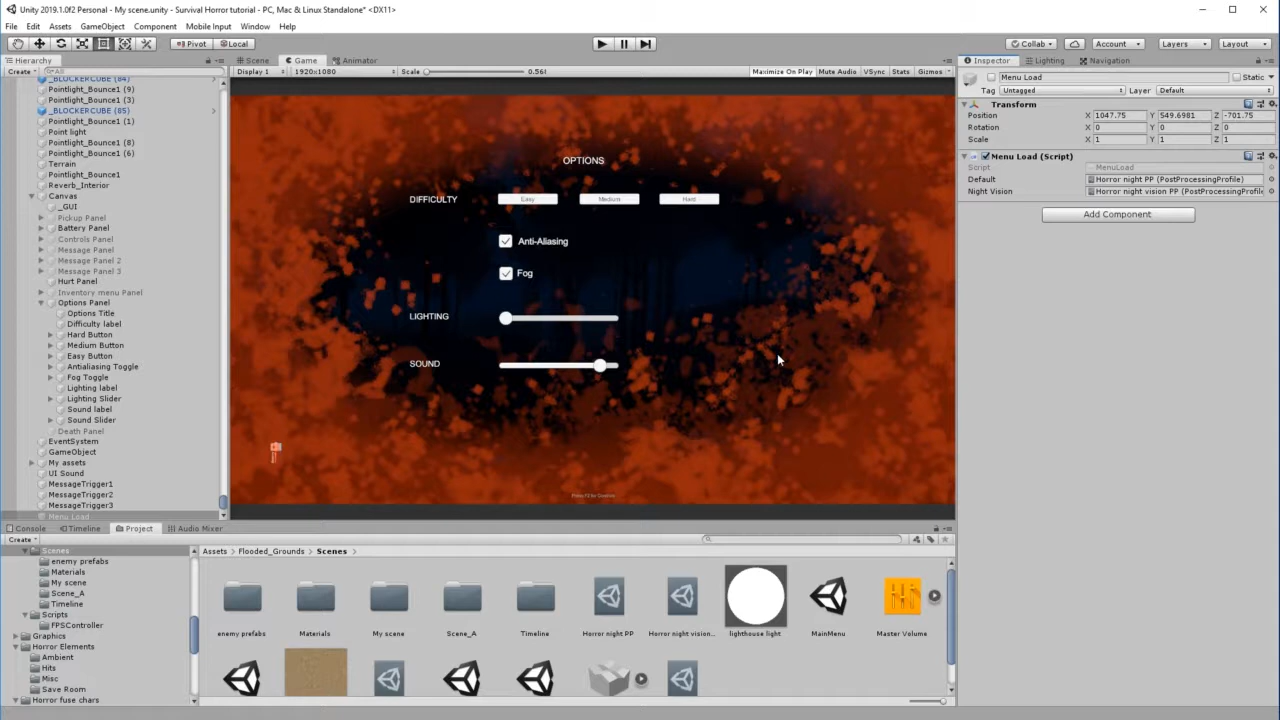 Unity 2019.1.0f2 Personal - My scene.unity - Survival Horror tutorial - PC, Mac & Linux Standalone* <DX11>
File Edit Assets GameObject Component Mobile Input Window Help
Pivot Local Collab Account Layers Layout
Hierarchy
Create All
_BLOCKERCUBE (84)
Pointlight_Bounce1 (9)
Pointlight_Bounce1 (3)
_BLOCKERCUBE (85)
Pointlight_Bounce1 (1)
Point light
Pointlight_Bounce1 (8)
Pointlight_Bounce1 (6)
Terrain
Pointlight_Bounce1
Reverb_Interior
Canvas
_GUI
Pickup Panel
Battery Panel
Controls Panel
Message Panel
Message Panel 2
Message Panel 3
Hurt Panel
Inventory menu Panel
Options Panel
Options Title
Difficulty label
Hard Button
Medium Button
Easy Button
Antialiasing Toggle
Fog Toggle
Lighting label
Lighting Slider
Sound label
Sound Slider
Death Panel
EventSystem
GameObject
My assets
UI Sound
MessageTrigger1
MessageTrigger2
MessageTrigger3
Menu Load
Scene Game Animator
Display 1 1920x1080 Scale 0.56 Maximize On Play Mute Audio VSync Stats Gizmos
OPTIONS
DIFFICULTY Easy Medium Hard
Anti-Aliasing
Fog
LIGHTING
SOUND
Press F2 for Controls
Inspector Lighting Navigation
Menu Load Static
Tag Untagged Layer Default
Transform
Position X 1047.75 Y 549.6981 Z -701.75
Rotation X 0 Y 0 Z 0
Scale X 1 Y 1 Z 1
Menu Load (Script)
Script MenuLoad
Default Horror night PP (PostProcessingProfile)
Night Vision Horror night vision PP (PostProcessingProfile
Add Component
Console Timeline Project Audio Mixer
Create
Scenes
enemy prefabs
Materials
My scene
Scene_A
Timeline
Scripts
FPSController
Graphics
Horror Elements
Ambient
Hits
Misc
Save Room
Horror fuse chars
Assets > Flooded_Grounds > Scenes >
enemy prefabs Materials My scene Scene_A Timeline Horror night PP Horror night vision... lighthouse light MainMenu Master Volume